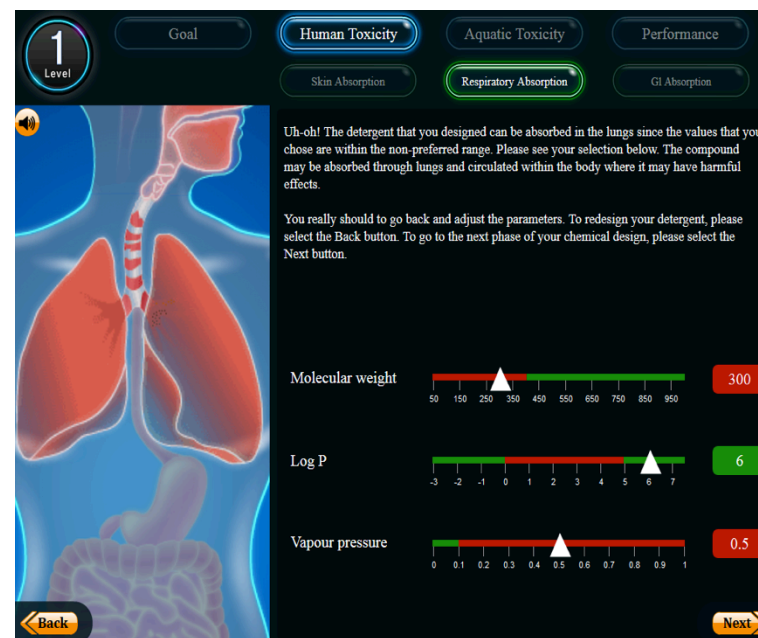 1
Level
Goal
Human Toxicity
Aquatic Toxicity
Performance
Skin Absorption
Respiratory Absorption
GI Absorption
Uh-oh! The detergent that you designed can be absorbed in the lungs since the values that you
chose are within the non-preferred range. Please see your selection below. The compound
may be absorbed through lungs and circulated within the body where it may have harmful
effects.
You really should to go back and adjust the parameters. To redesign your detergent, please
select the Back button. To go to the next phase of your chemical design, please select the
Next button.
Molecular weight
300
50 150 250 350 450 550 650 750 850 950
Log P
6
-3 -2 -1 0 1 2 3 4 5 6 7
Vapour pressure
0.5
0 0.1 0.2 0.3 0.4 0.5 0.6 0.7 0.8 0.9 1
Back
Next